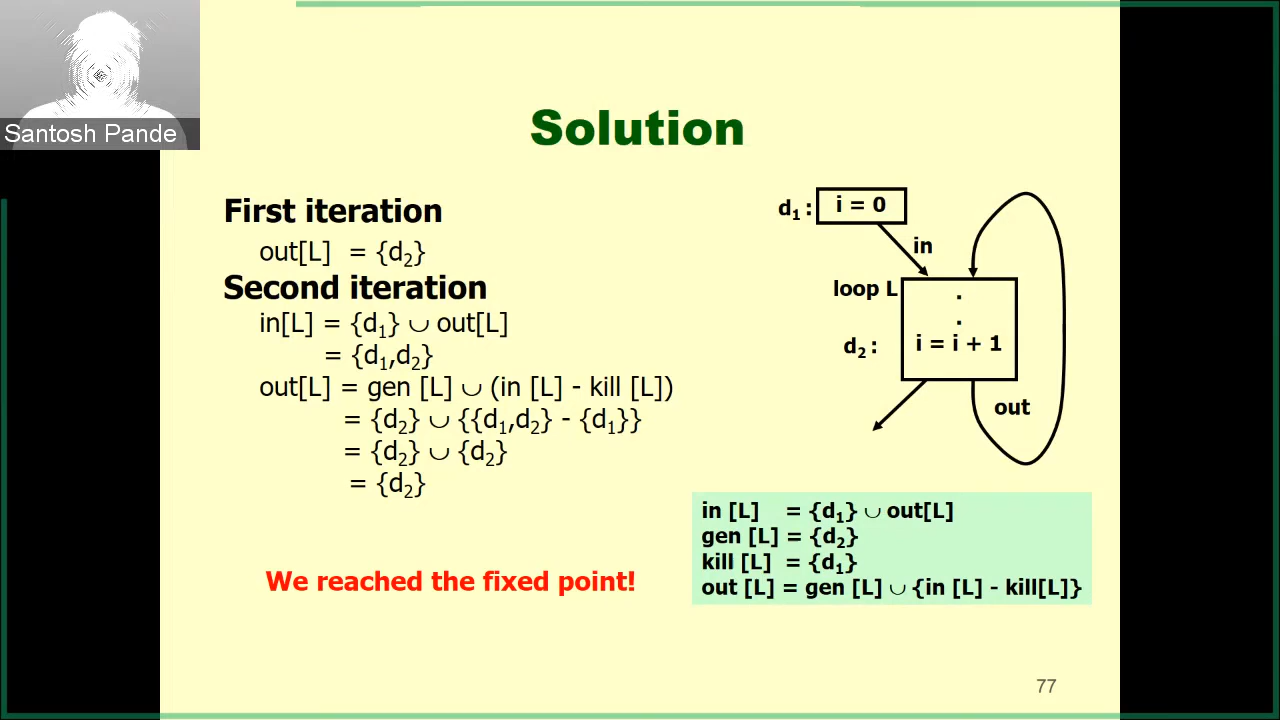 Santosh Pande
Solution
First iteration
out[L] = {d₂}
Second iteration
in[L] = {d₁} ∪ out[L]
= {d₁,d₂}
out[L] = gen [L] ∪ (in [L] - kill [L])
= {d₂} ∪ {{d₁,d₂} - {d₁}}
= {d₂} ∪ {d₂}
= {d₂}
We reached the fixed point!
d₁ : i = 0
in
loop L .
.
d₂ : i = i + 1
out
in [L] = {d₁} ∪ out[L]
gen [L] = {d₂}
kill [L] = {d₁}
out [L] = gen [L] ∪ {in [L] - kill[L]}
77